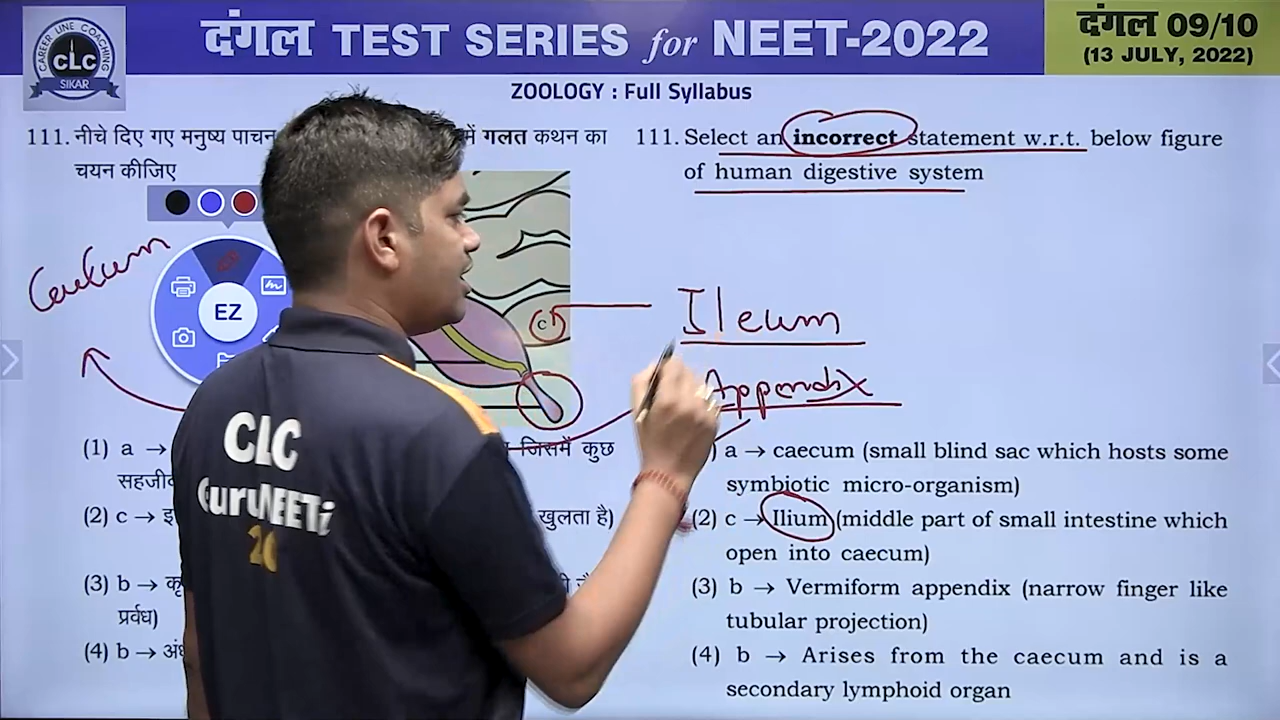 CAREER LINE COACHING
CLC
SIKAR
दंगल TEST SERIES for NEET-2022
दंगल 09/10
(13 JULY, 2022)
ZOOLOGY : Full Syllabus
111. नीचे दिए गए मनुष्य पाचन में गलत कथन का
चयन कीजिए
Caecum
EZ
c
CLC
GuruNEETi
(1) a → जिसमें कुछ
(2) c → खुलता है)
(3) b →
(4) b →
111. Select an incorrect statement w.r.t. below figure
of human digestive system
Ileum
Appendix
a → caecum (small blind sac which hosts some
symbiotic micro-organism)
(2) c → Ilium (middle part of small intestine which
open into caecum)
(3) b → Vermiform appendix (narrow finger like
tubular projection)
(4) b → Arises from the caecum and is a
secondary lymphoid organ